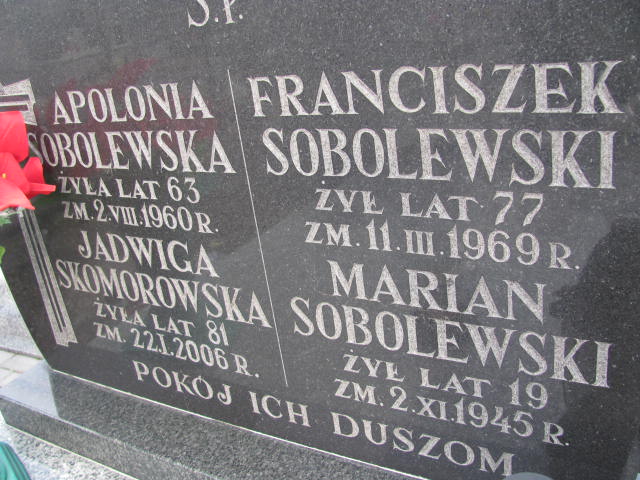 Ś.P.
APOLONIA
SOBOLEWSKA
ŻYŁA LAT 63
ZM. 2.VIII.1960 R.
JADWIGA
SKOMOROWSKA
ŻYŁA LAT 81
ZM. 22.I.2006 R.
FRANCISZEK
SOBOLEWSKI
ŻYŁ LAT 77
ZM. 11.III.1969 R.
MARIAN
SOBOLEWSKI
ŻYŁ LAT 19
ZM. 2.XI.1945 R.
POKÓJ ICH DUSZOM